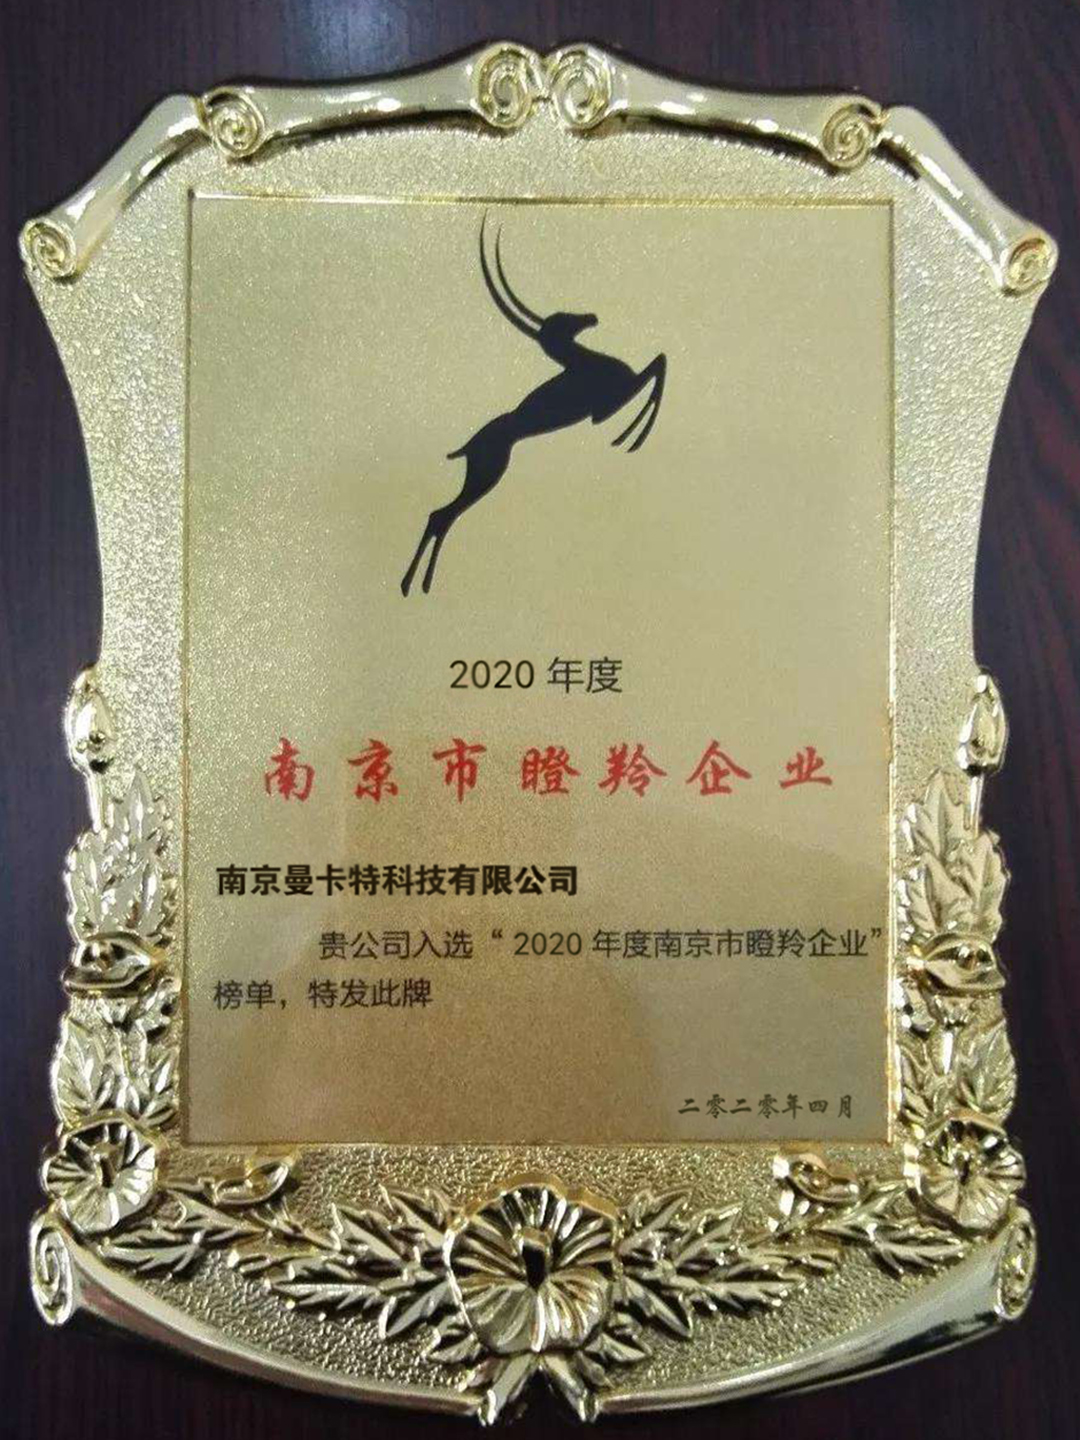 2020 年度
南京市瞪羚企业
南京曼卡特科技有限公司
贵公司入选“ 2020 年度南京市瞪羚企业”
榜单，特发此牌
二零二零年四月